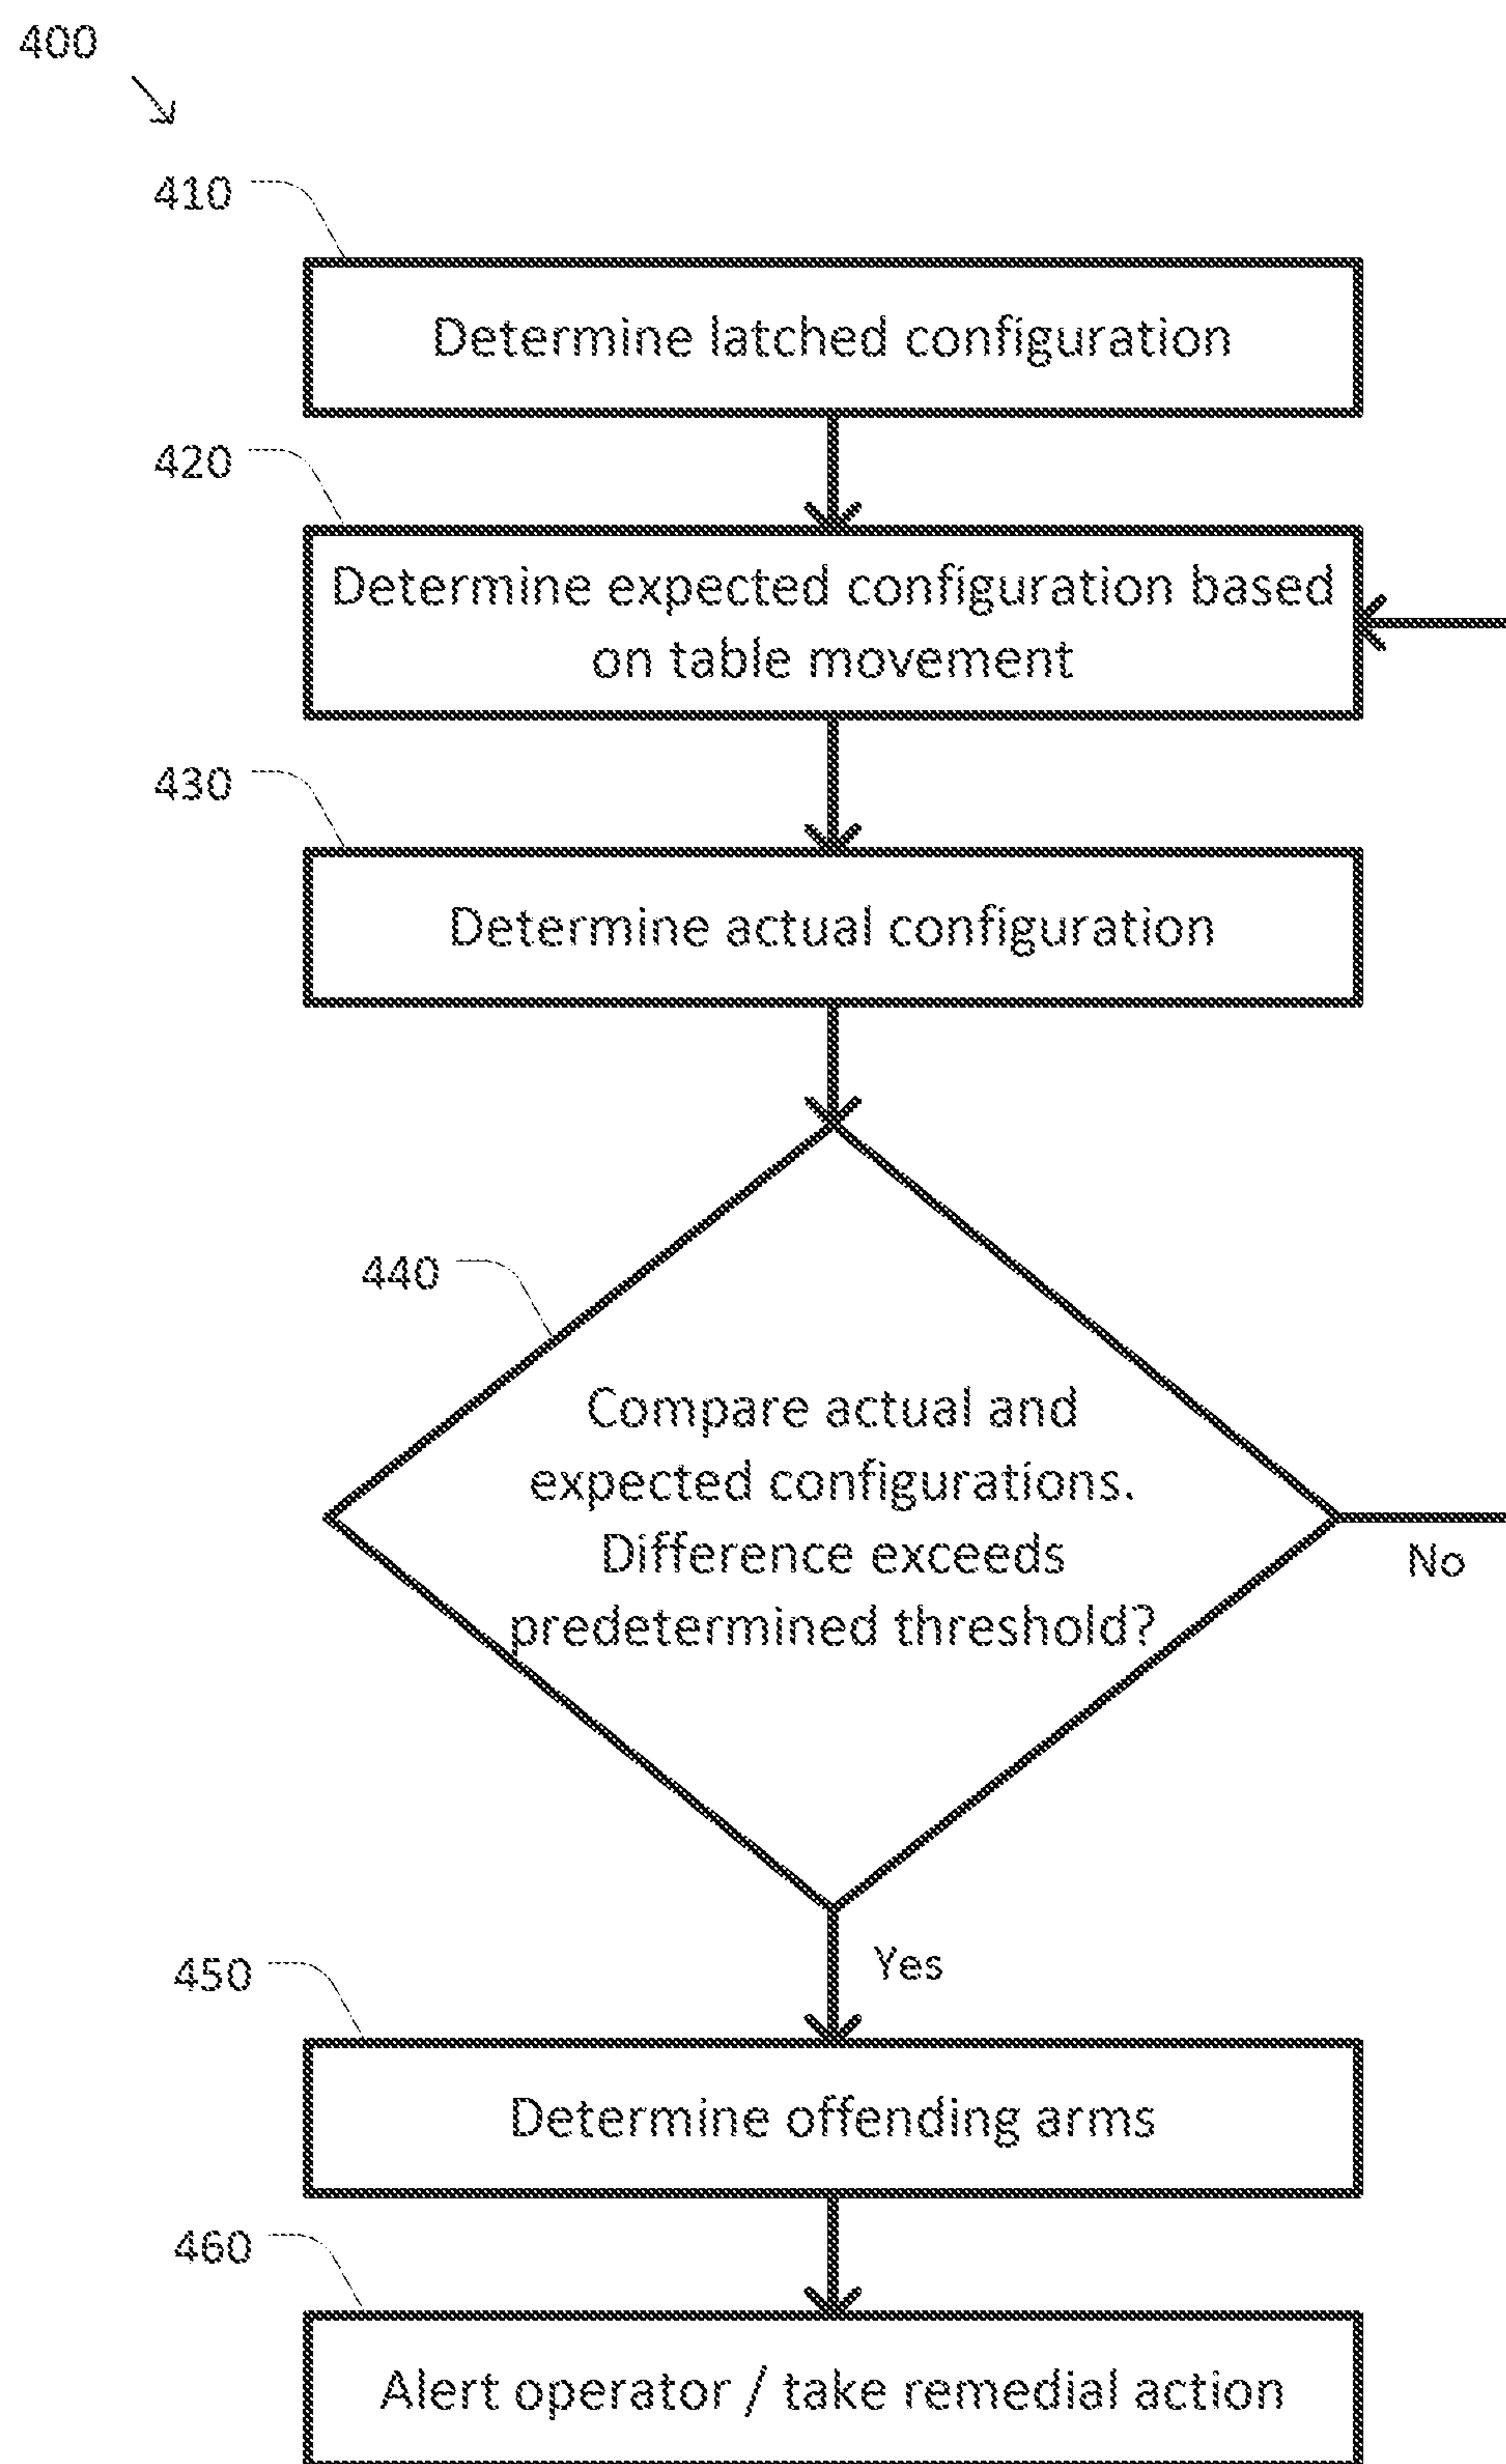 400
410
Determine latched configuration
420
Determine expected configuration based
on table movement
430
Determine actual configuration
440
Compare actual and
expected configurations.
Difference exceeds
predetermined threshold?
No
Yes
450
Determine offending arms
460
Alert operator / take remedial action